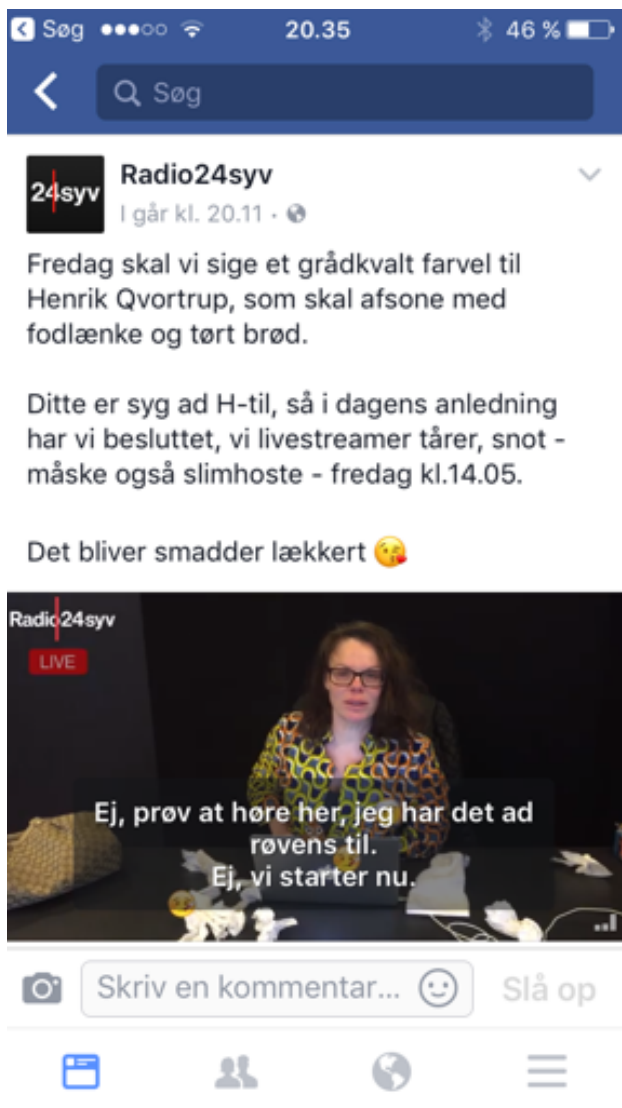 Søg
20.35
46 %
Søg
24syv
Radio24syv
I går kl. 20.11 ·
Fredag skal vi sige et grådkvalt farvel til
Henrik Qvortrup, som skal afsone med
fodlænke og tørt brød.
Ditte er syg ad H-til, så i dagens anledning
har vi besluttet, vi livestreamer tårer, snot -
måske også slimhoste - fredag kl.14.05.
Det bliver smadder lækkert 😘
Radio24syv
LIVE
Ej, prøv at høre her, jeg har det ad
røvens til.
Ej, vi starter nu.
Skriv en kommentar...
Slå op